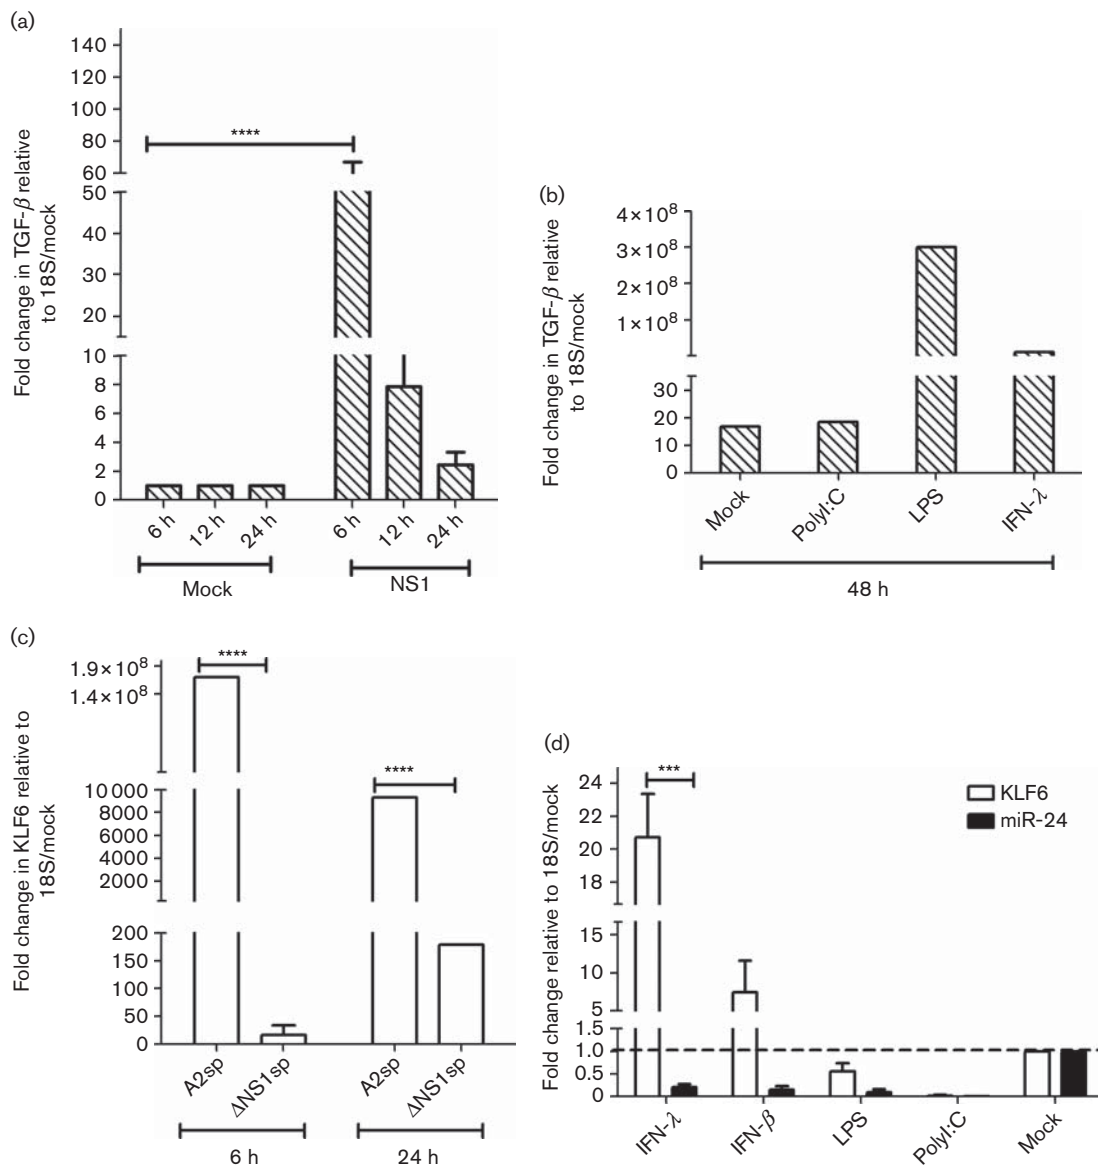 (a)
Fold change in TGF-β relative
to 18S/mock
140
120
100
80
60
50
40
30
20
10
8
6
4
2
0
****
6 h
12 h
24 h
6 h
12 h
24 h
Mock
NS1
(b)
Fold change in TGF-β relative
to 18S/mock
4×10⁸
3×10⁸
2×10⁸
1×10⁸
30
20
10
0
Mock
PolyI:C
LPS
IFN-λ
48 h
(c)
Fold change in KLF6 relative to
18S/mock
1.9×10⁸
1.4×10⁸
10 000
8000
6000
4000
2000
200
150
100
50
0
****
****
A2sp
ΔNS1sp
A2sp
ΔNS1sp
6 h
24 h
(d)
Fold change relative to 18S/mock
24
22
20
18
15
10
5
1.5
1.0
0.5
0
***
KLF6
miR-24
IFN-λ
IFN-β
LPS
PolyI:C
Mock